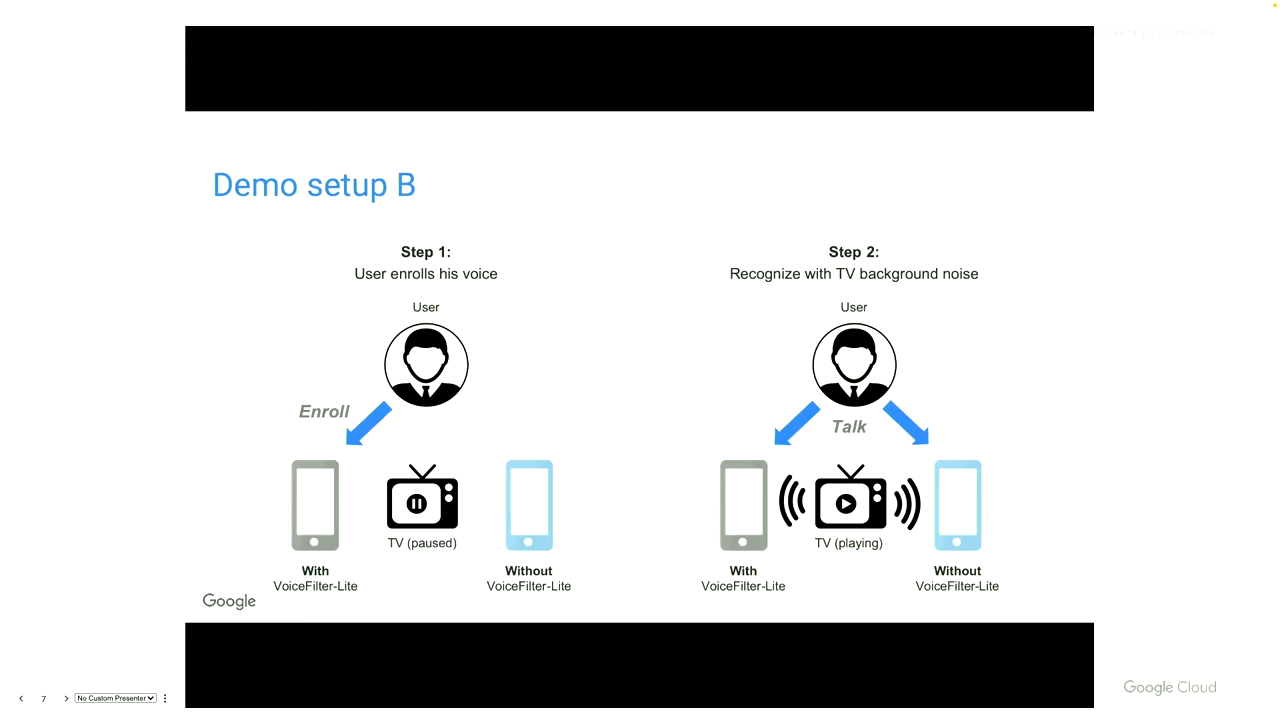 Demo setup B
Step 1:
User enrolls his voice
User
Enroll
TV (paused)
With
VoiceFilter-Lite
Without
VoiceFilter-Lite
Step 2:
Recognize with TV background noise
User
Talk
TV (playing)
With
VoiceFilter-Lite
Without
VoiceFilter-Lite
Google
7
No Custom Presenter
Google Cloud